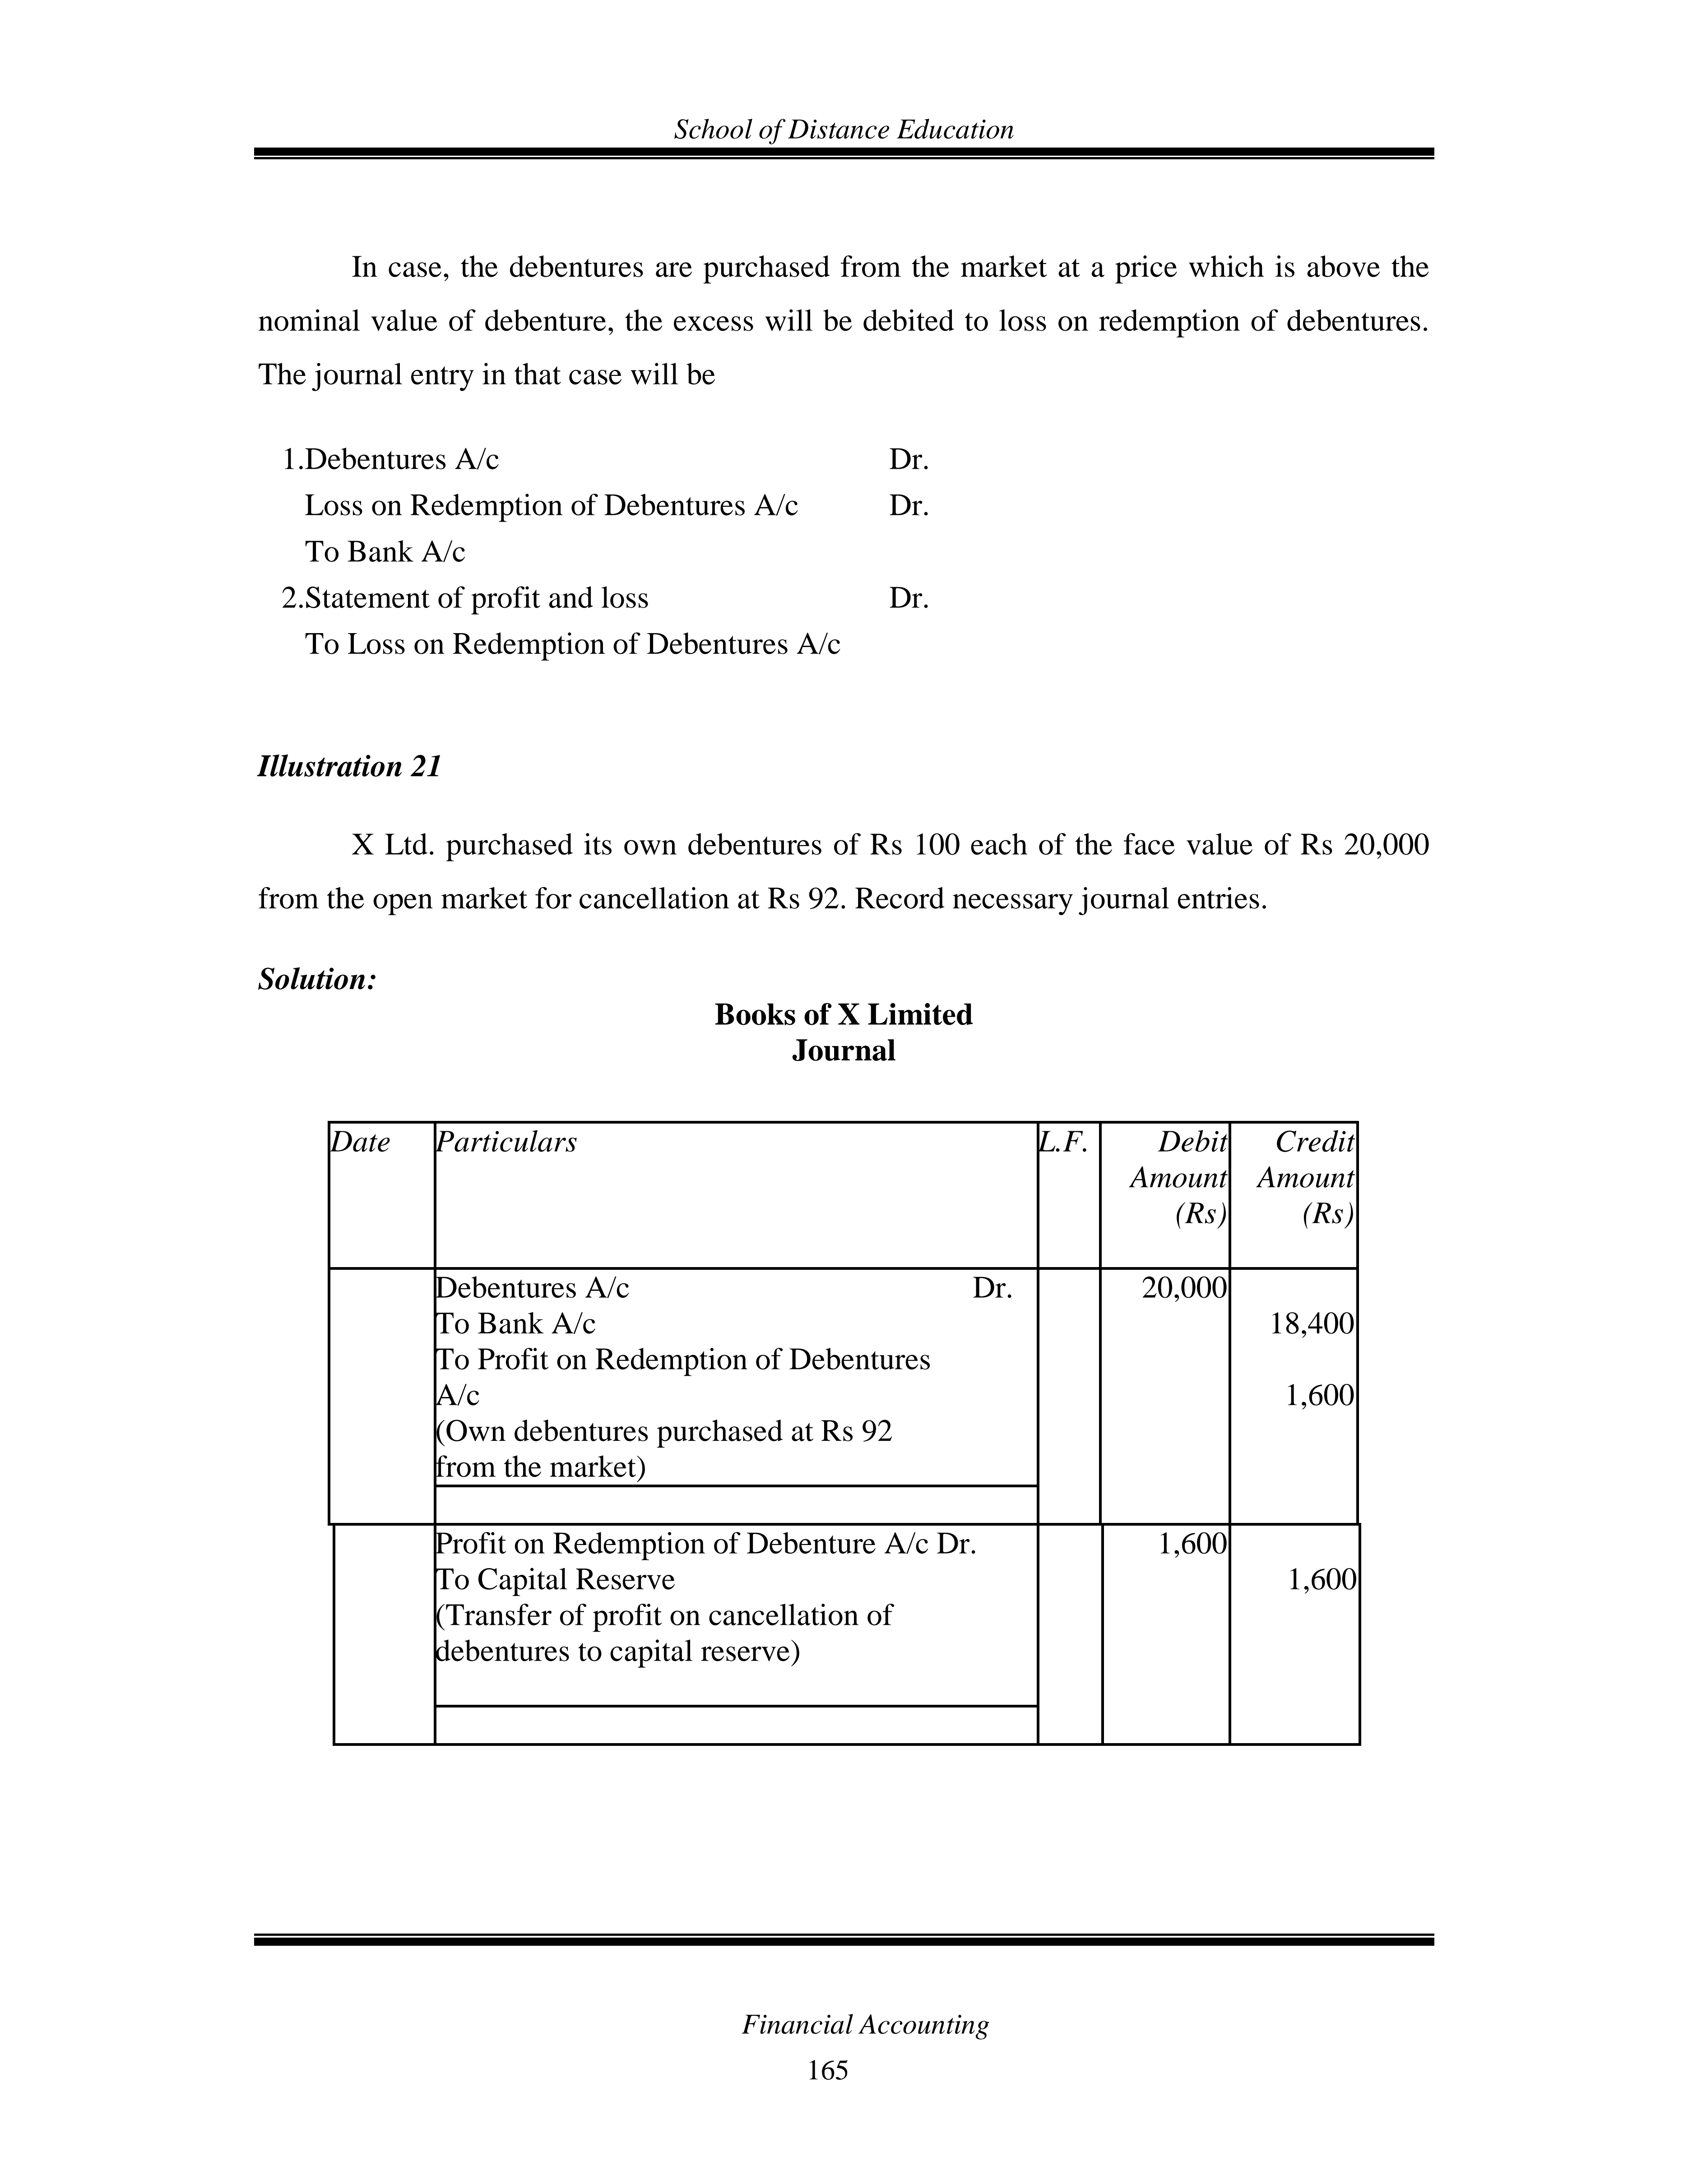 School of Distance Education
In case, the debentures are purchased from the market at a price which is above the
nominal value of debenture, the excess will be debited to loss on redemption of debentures.
The journal entry in that case will be
1.Debentures A/c Dr.
Loss on Redemption of Debentures A/c Dr.
To Bank A/c
2.Statement of profit and loss Dr.
To Loss on Redemption of Debentures A/c
Illustration 21
X Ltd. purchased its own debentures of Rs 100 each of the face value of Rs 20,000
from the open market for cancellation at Rs 92. Record necessary journal entries.
Solution:
Books of X Limited
Journal
Date Particulars L.F. Debit Credit
Amount Amount
(Rs) (Rs)
Debentures A/c Dr. 20,000
To Bank A/c 18,400
To Profit on Redemption of Debentures
A/c 1,600
(Own debentures purchased at Rs 92
from the market)
Profit on Redemption of Debenture A/c Dr. 1,600
To Capital Reserve 1,600
(Transfer of profit on cancellation of
debentures to capital reserve)
Financial Accounting
165